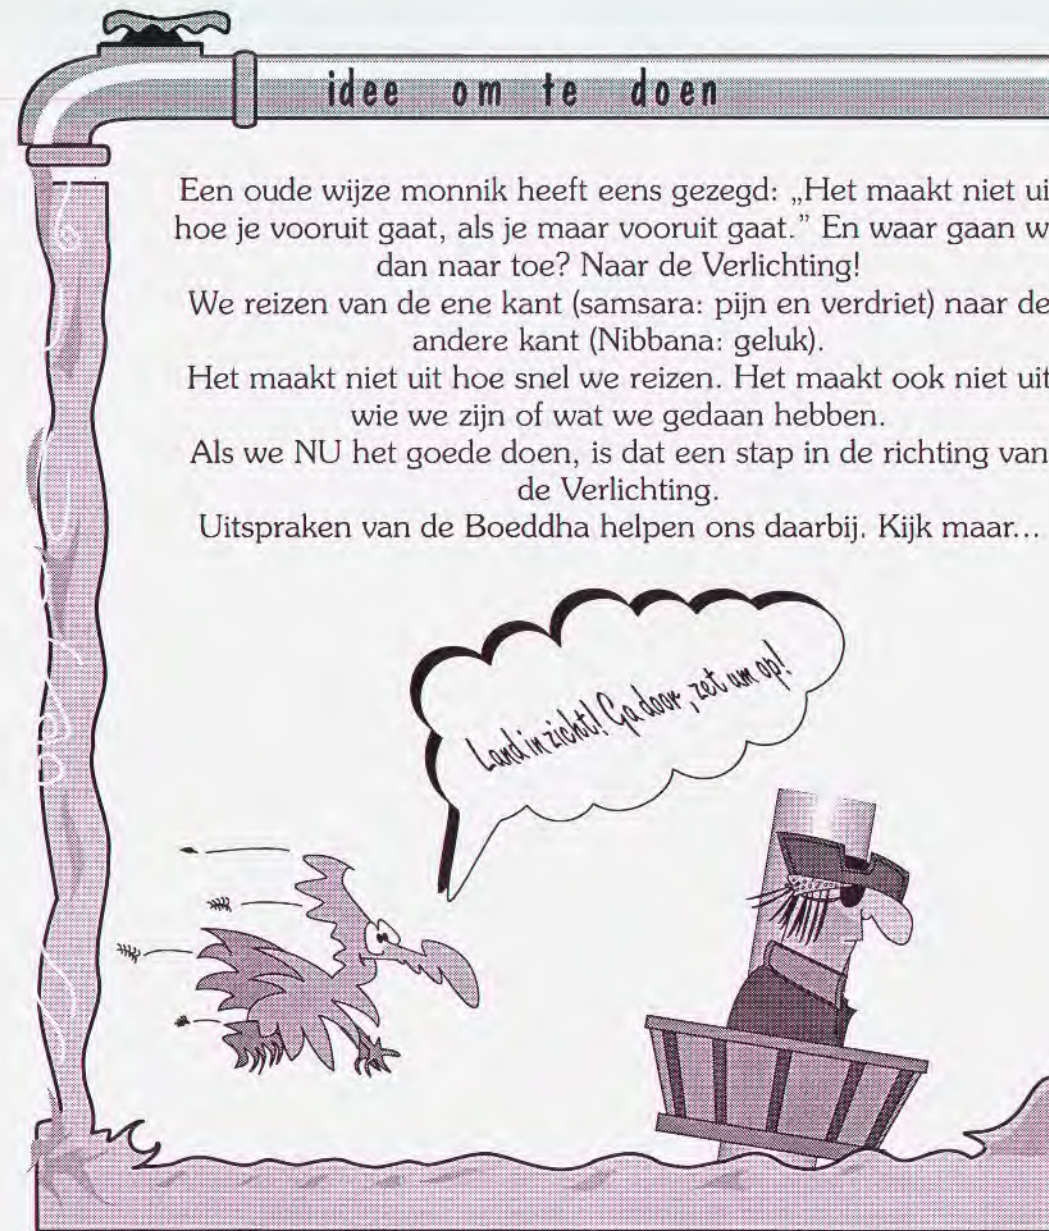 idee om te doen
Een oude wijze monnik heeft eens gezegd: „Het maakt niet ui
hoe je vooruit gaat, als je maar vooruit gaat.” En waar gaan w
dan naar toe? Naar de Verlichting!
We reizen van de ene kant (samsara: pijn en verdriet) naar de
andere kant (Nibbana: geluk).
Het maakt niet uit hoe snel we reizen. Het maakt ook niet uit
wie we zijn of wat we gedaan hebben.
Als we NU het goede doen, is dat een stap in de richting van
de Verlichting.
Uitspraken van de Boeddha helpen ons daarbij. Kijk maar...
Land in zicht! Ga door, zet um op!